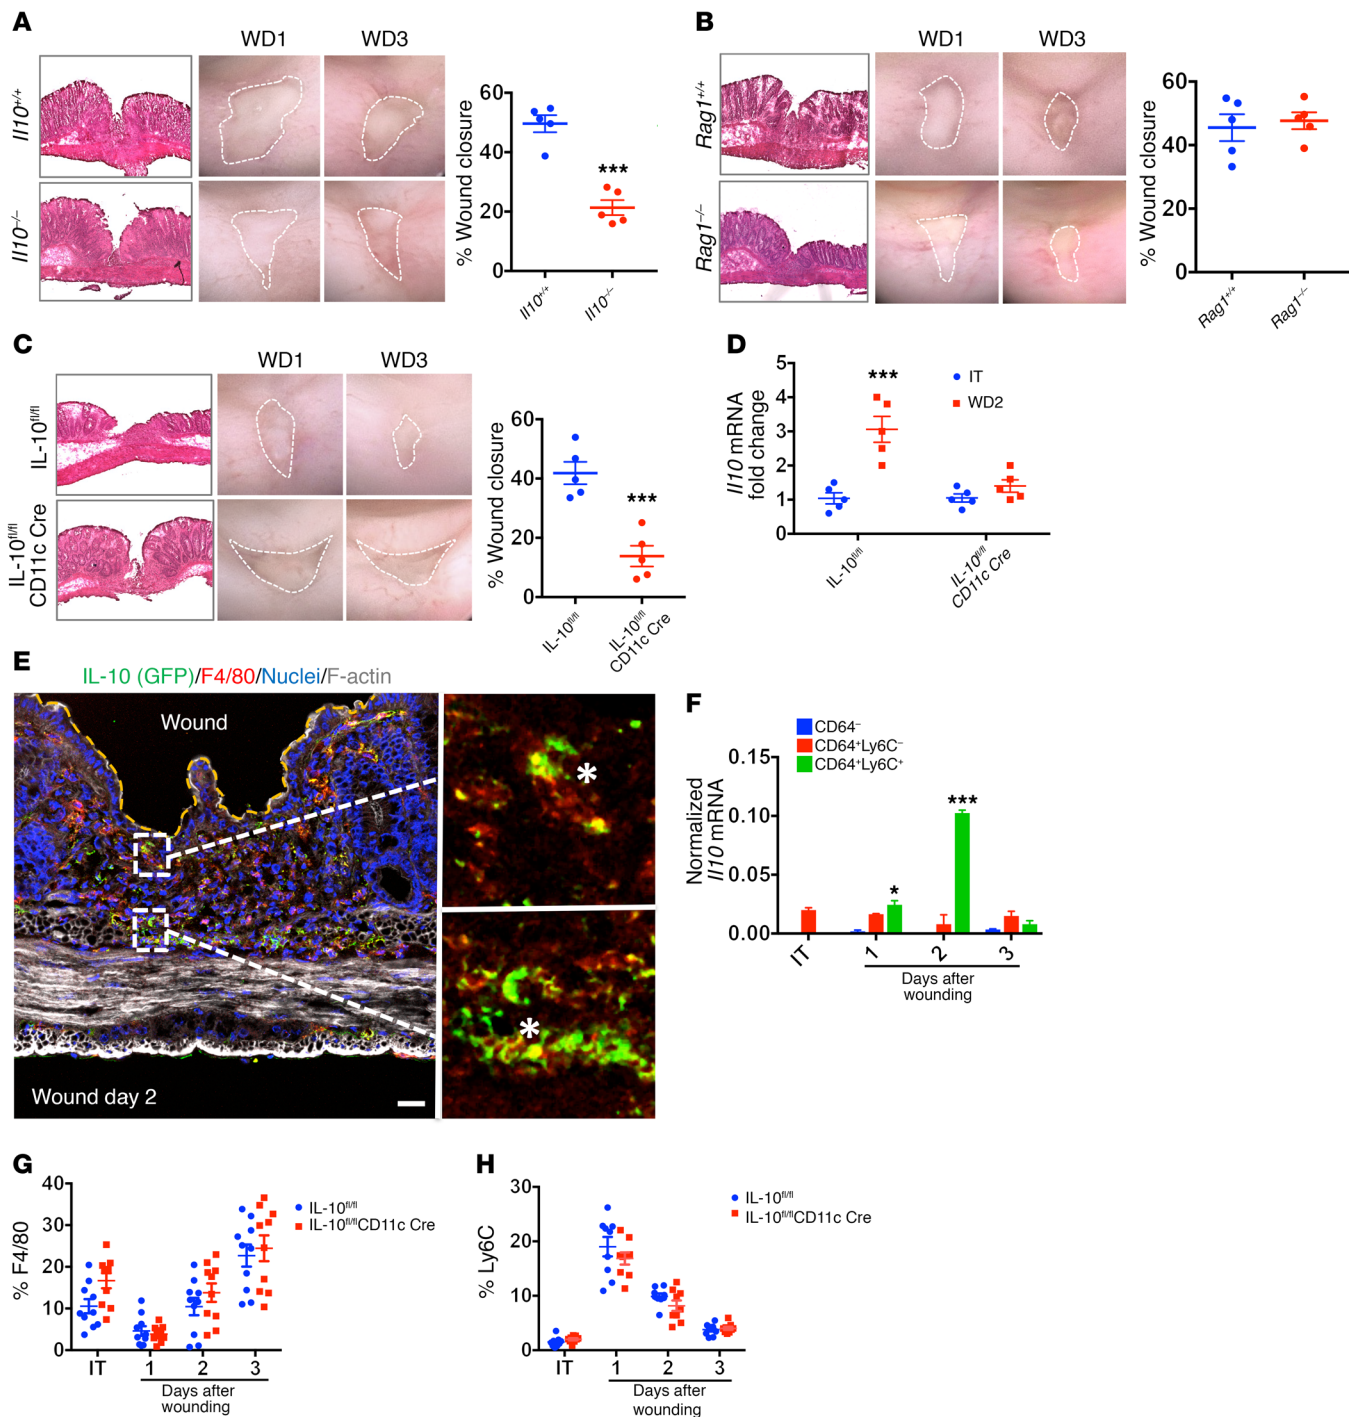 A
WD1
WD3
Il10+/+
Il10–/–
% Wound closure
60
40
20
0
***
Il10+/+
Il10–/–
B
WD1
WD3
Rag1+/+
Rag1–/–
% Wound closure
60
40
20
0
Rag1+/+
Rag1–/–
C
WD1
WD3
IL-10fl/fl
IL-10fl/fl
CD11c Cre
% Wound closure
60
40
20
0
***
IL-10fl/fl
IL-10fl/fl
CD11c Cre
D
Il10 mRNA
fold change
5
4
3
2
1
0
***
IT
WD2
IL-10fl/fl
IL-10fl/fl
CD11c Cre
E
IL-10 (GFP)/F4/80/Nuclei/F-actin
Wound
*
*
Wound day 2
F
CD64–
CD64+Ly6C–
CD64+Ly6C+
Normalized
Il10 mRNA
0.15
0.10
0.05
0.00
*
***
IT
1
2
3
Days after
wounding
G
% F4/80
40
30
20
10
0
IL-10fl/fl
IL-10fl/flCD11c Cre
IT
1
2
3
Days after
wounding
H
% Ly6C
30
20
10
0
IL-10fl/fl
IL-10fl/flCD11c Cre
IT
1
2
3
Days after
wounding